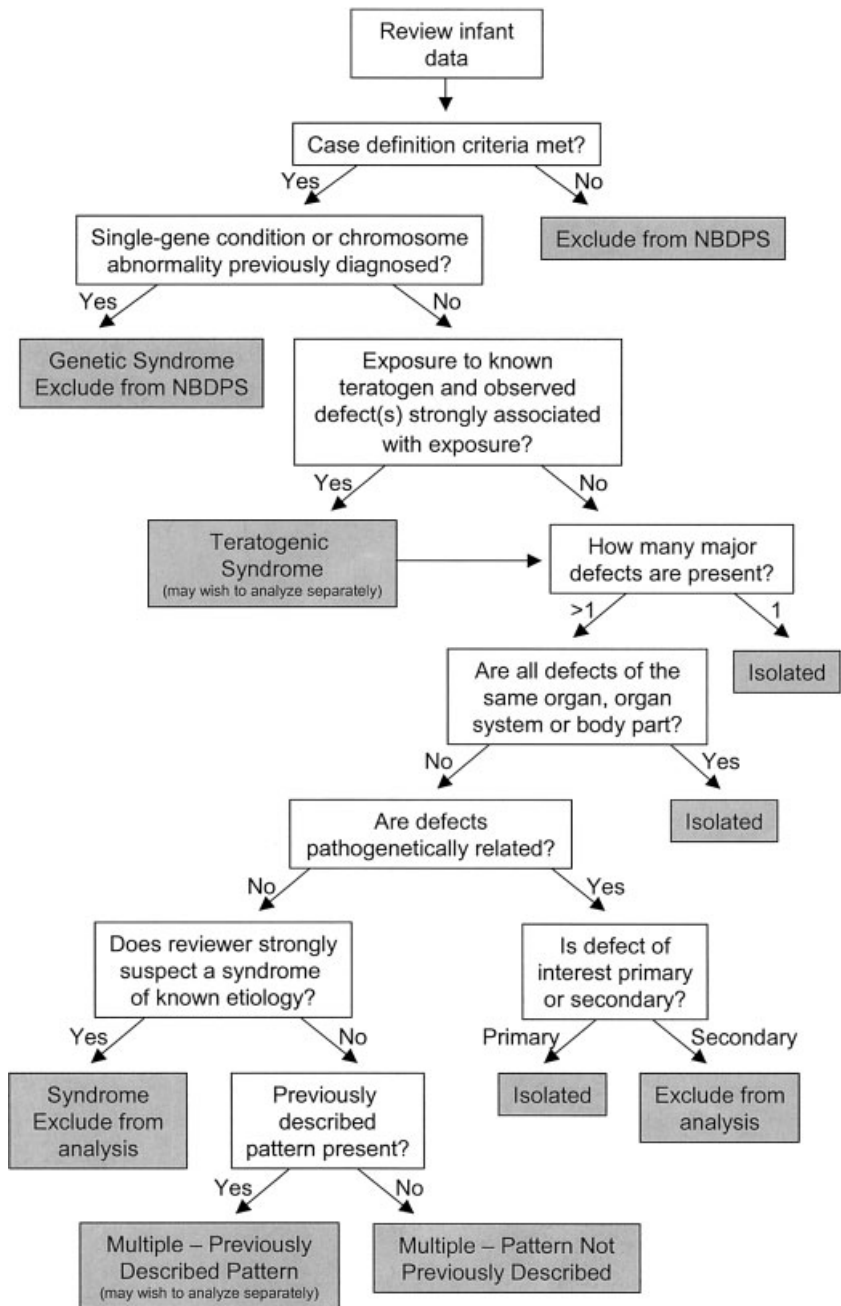 Review infant
data
Case definition criteria met?
Yes
No
Single-gene condition or chromosome
abnormality previously diagnosed?
Exclude from NBDPS
Yes
No
Genetic Syndrome
Exclude from NBDPS
Exposure to known
teratogen and observed
defect(s) strongly associated
with exposure?
Yes
No
Teratogenic
Syndrome
(may wish to analyze separately)
How many major
defects are present?
>1
1
Are all defects of the
same organ, organ
system or body part?
Isolated
No
Yes
Are defects
pathogenetically related?
Isolated
No
Yes
Does reviewer strongly
suspect a syndrome
of known etiology?
Is defect of
interest primary
or secondary?
Yes
No
Primary
Secondary
Syndrome
Exclude from
analysis
Previously
described
pattern present?
Isolated
Exclude from
analysis
Yes
No
Multiple – Previously
Described Pattern
(may wish to analyze separately)
Multiple – Pattern Not
Previously Described